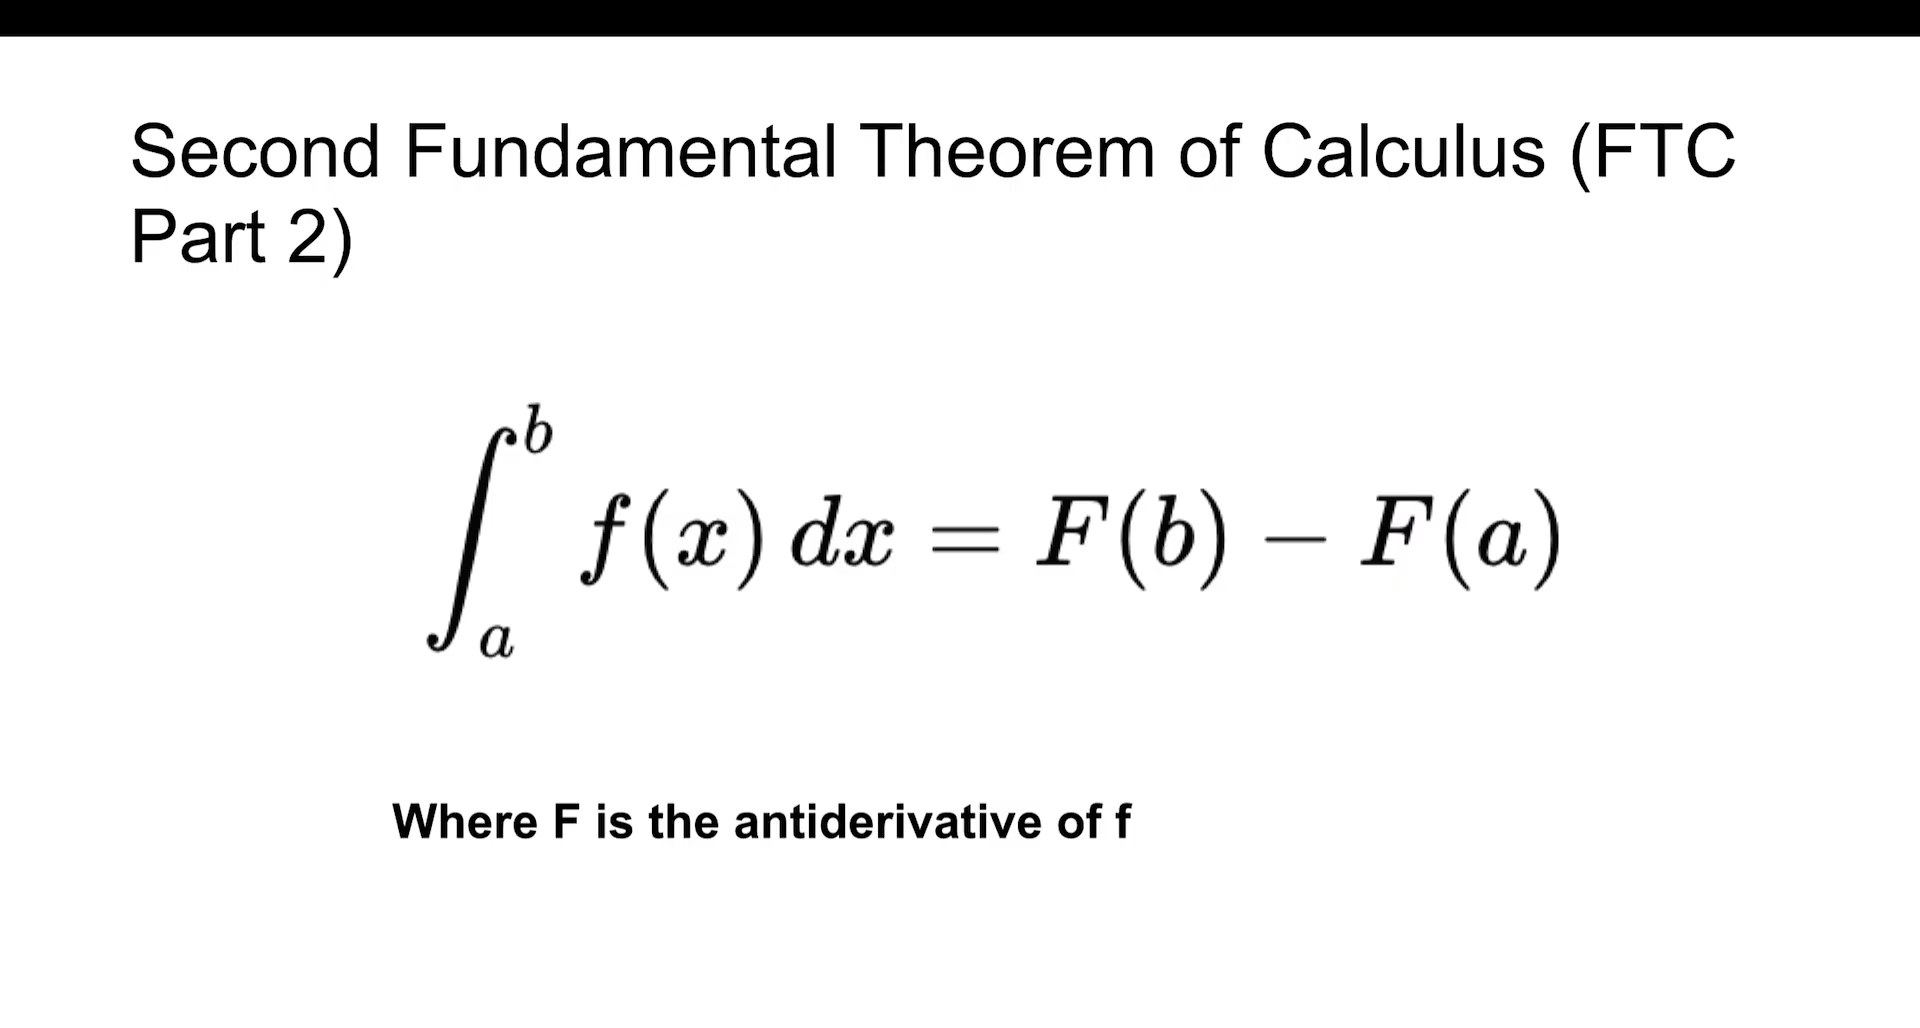 Second Fundamental Theorem of Calculus (FTC
Part 2)
∫_a^b f(x) dx = F(b) − F(a)
Where F is the antiderivative of f